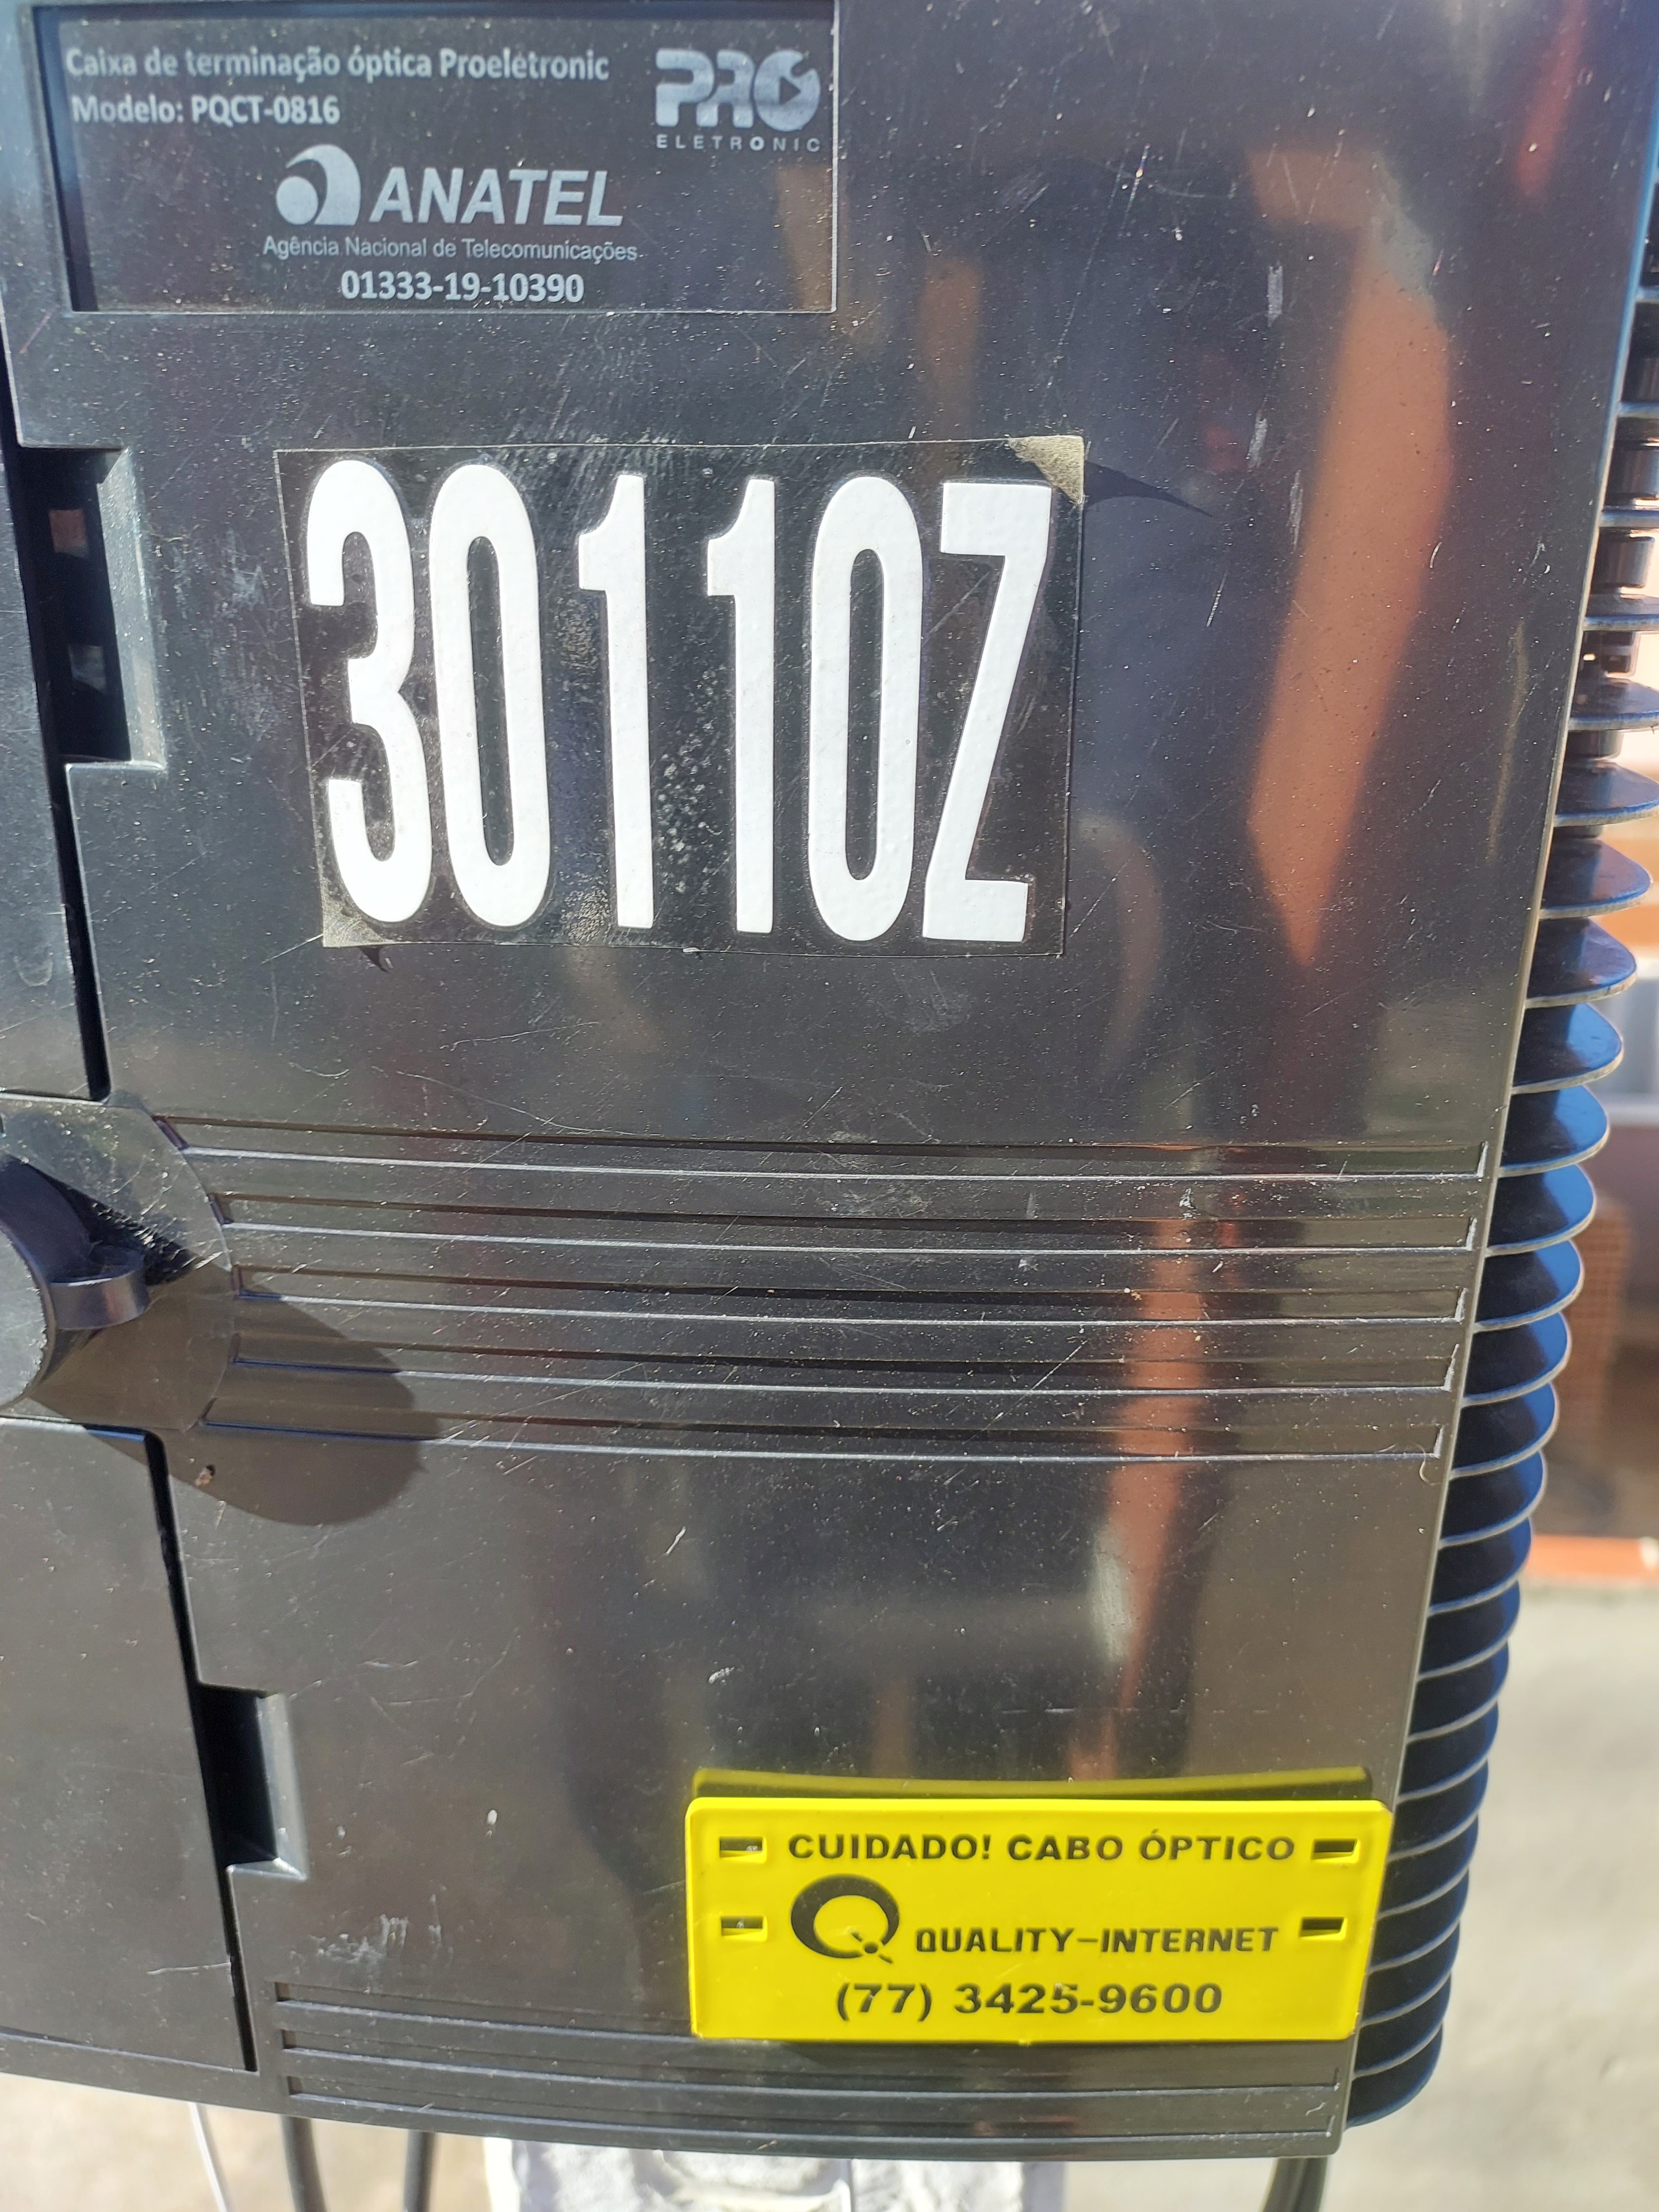 Caixa de terminação óptica Proeletronic
Modelo: PQCT-0816
PRO
ELETRONIC
ANATEL
Agência Nacional de Telecomunicações
01333-19-10390
30110Z
CUIDADO! CABO ÓPTICO
QUALITY-INTERNET
(77) 3425-9600